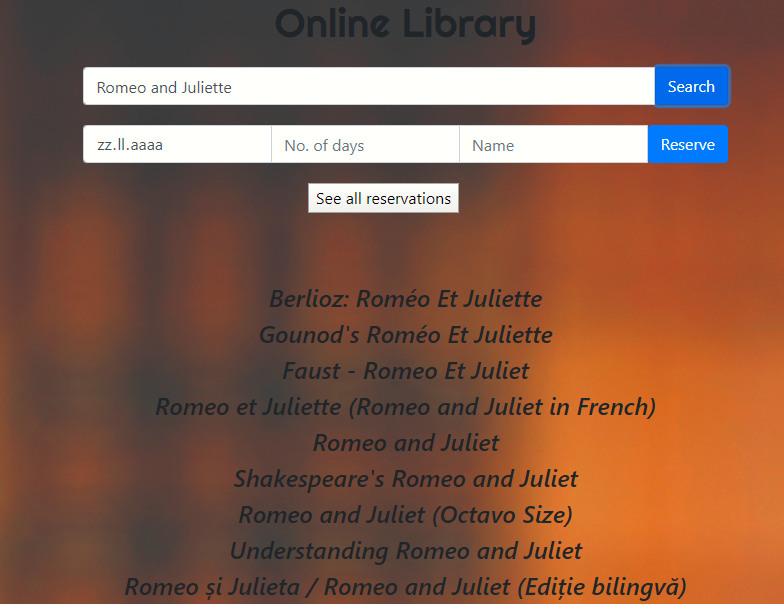 Online Library
Romeo and Juliette Search
zz.ll.aaaa No. of days Name Reserve
See all reservations
Berlioz: Roméo Et Juliette
Gounod's Roméo Et Juliette
Faust - Romeo Et Juliet
Romeo et Juliette (Romeo and Juliet in French)
Romeo and Juliet
Shakespeare's Romeo and Juliet
Romeo and Juliet (Octavo Size)
Understanding Romeo and Juliet
Romeo și Julieta / Romeo and Juliet (Ediție bilingvă)